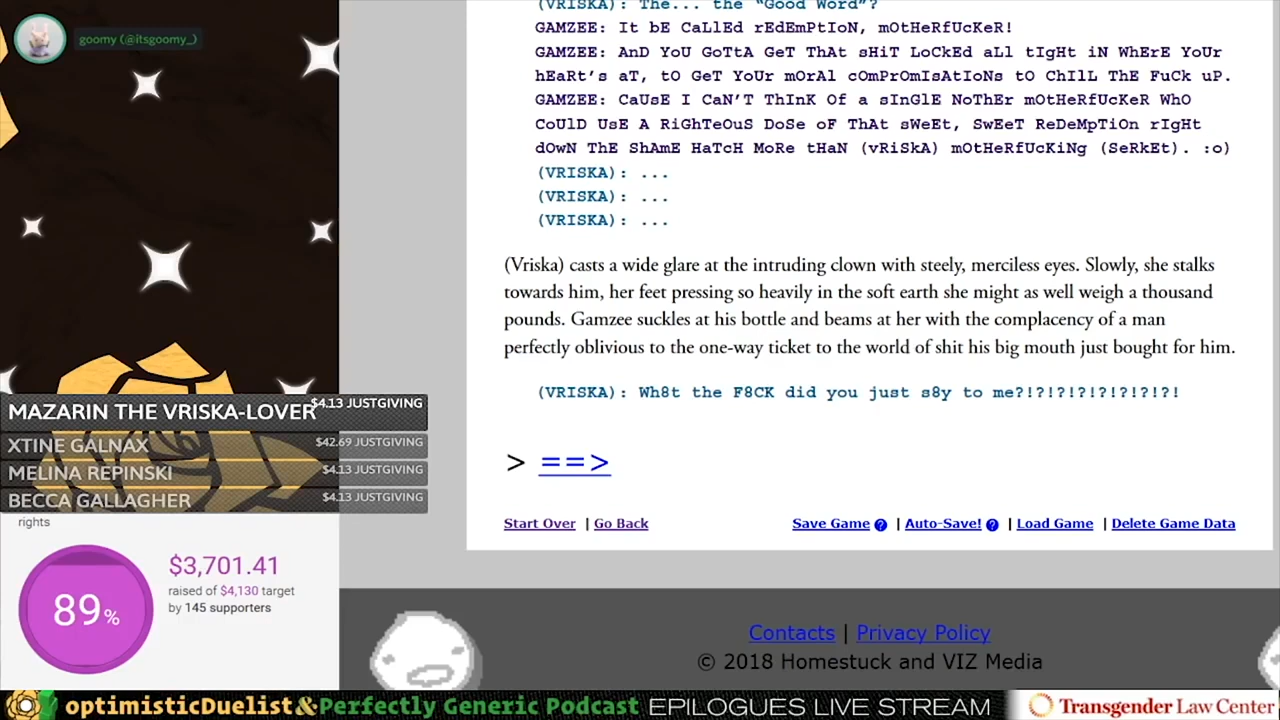 goomy (@itsgoomy_)
(VRISKA): The... the “Good Word”?
GAMZEE: It bE CaLlEd rEdEmPtIoN, mOtHeRfUcKeR!
GAMZEE: AnD YoU GoTtA GeT ThAt sHiT LoCkEd aLl tIgHt iN WhErE YoUr
hEaRt’s aT, tO GeT YoUr mOrAl cOmPrOmIsAtIoNs tO ChIlL ThE FuCk uP.
GAMZEE: CaUsE I CaN’T ThInK Of a sInGlE NoThEr mOtHeRfUcKeR WhO
CoUlD UsE A RiGhTeOuS DoSe oF ThAt sWeEt, SwEeT ReDeMpTiOn rIgHt
dOwN ThE ShAmE HaTcH MoRe tHaN (vRiSkA) mOtHeRfUcKiNg (SeRkEt). :o)
(VRISKA): ...
(VRISKA): ...
(VRISKA): ...
(Vriska) casts a wide glare at the intruding clown with steely, merciless eyes. Slowly, she stalks
towards him, her feet pressing so heavily in the soft earth she might as well weigh a thousand
pounds. Gamzee suckles at his bottle and beams at her with the complacency of a man
perfectly oblivious to the one-way ticket to the world of shit his big mouth just bought for him.
(VRISKA): Wh8t the F8CK did you just s8y to me?!?!?!?!?!?!?!?!
> ==>
Start Over | Go Back
Save Game ? | Auto-Save! ? | Load Game | Delete Game Data
MAZARIN THE VRISKA-LOVER $4.13 JUSTGIVING
XTINE GALNAX $42.69 JUSTGIVING
MELINA REPINSKI $4.13 JUSTGIVING
BECCA GALLAGHER $4.13 JUSTGIVING
rights
89%
$3,701.41
raised of $4,130 target
by 145 supporters
Contacts | Privacy Policy
© 2018 Homestuck and VIZ Media
optimisticDuelist&Perfectly Generic Podcast EPILOGUES LIVE STREAM
Transgender Law Center